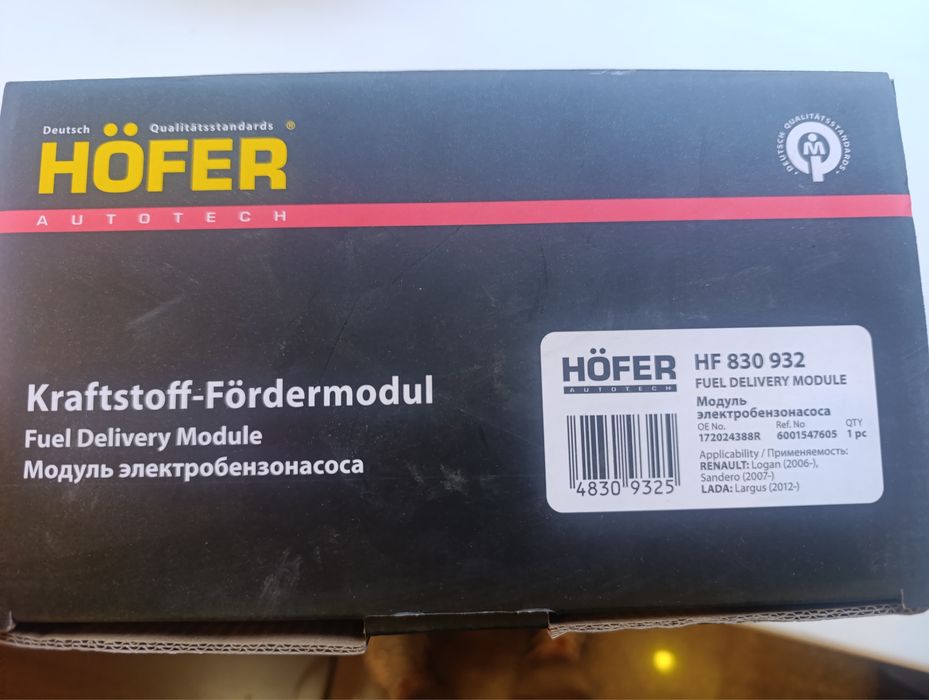 Deutsch Qualitätsstandards ®
HÖFER
AUTOTECH
DEUTSCH QUALITÄTSSTANDARDS
M
Kraftstoff-Fördermodul
Fuel Delivery Module
Модуль электробензонасоса
HÖFER
AUTOTECH
HF 830 932
FUEL DELIVERY MODULE
Модуль
электробензонасоса
OE No. Ref. No QTY
172024388R 6001547605 1 pc
Applicability / Применяемость:
RENAULT: Logan (2006-),
Sandero (2007-)
LADA: Largus (2012-)
4830 9325